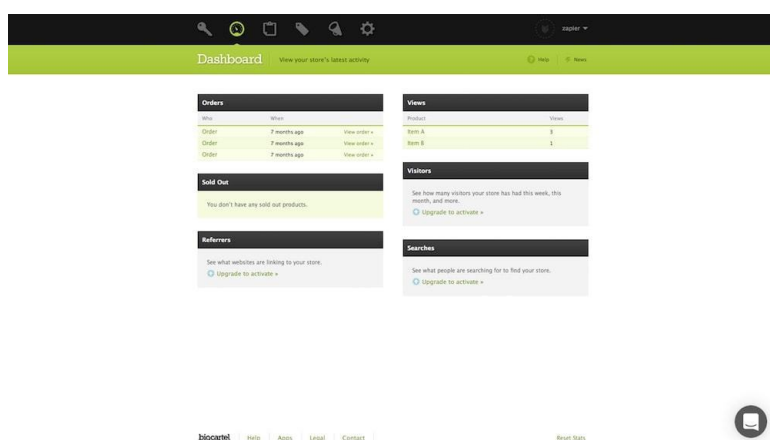 zapier
Dashboard View your store's latest activity
Help News
Orders
Who When
Order 7 months ago View order »
Order 7 months ago View order »
Order 7 months ago View order »
Sold Out
You don't have any sold out products.
Referrers
See what websites are linking to your store.
Upgrade to activate »
Views
Product Views
Item A 3
Item B 1
Visitors
See how many visitors your store has had this week, this
month, and more.
Upgrade to activate »
Searches
See what people are searching for to find your store.
Upgrade to activate »
bigcartel Help Apps Legal Contact Reset Stats